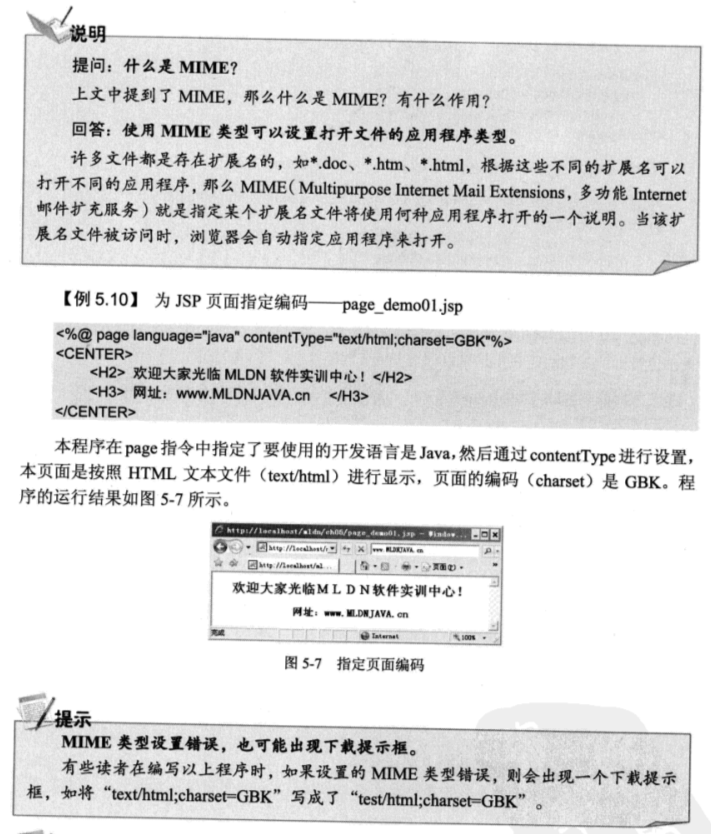 说明
提问：什么是 MIME？
上文中提到了 MIME，那么什么是 MIME？有什么作用？
回答：使用 MIME 类型可以设置打开文件的应用程序类型。
许多文件都是存在扩展名的，如*.doc、*.htm、*.html，根据这些不同的扩展名可以
打开不同的应用程序，那么 MIME（Multipurpose Internet Mail Extensions，多功能 Internet
邮件扩充服务）就是指定某个扩展名文件将使用何种应用程序打开的一个说明。当该扩
展名文件被访问时，浏览器会自动指定应用程序来打开。
【例 5.10】 为 JSP 页面指定编码——page_demo01.jsp
<%@ page language="java" contentType="text/html;charset=GBK"%>
<CENTER>
<H2> 欢迎大家光临 MLDN 软件实训中心！</H2>
<H3> 网址：www.MLDNJAVA.cn </H3>
</CENTER>
本程序在 page 指令中指定了要使用的开发语言是 Java，然后通过 contentType 进行设置，
本页面是按照 HTML 文本文件（text/html）进行显示，页面的编码（charset）是 GBK。程
序的运行结果如图 5-7 所示。
http://localhost/mldn/ch05/page_demo01.jsp - Window...
http://localhost/ www.MLDNJAVA.cn
http://localhost/ml... 页面(P)
欢迎大家光临MLDN软件实训中心！
网址：www.MLDNJAVA.cn
完成 Internet 100%
图 5-7 指定页面编码
提示
MIME 类型设置错误，也可能出现下载提示框。
有些读者在编写以上程序时，如果设置的 MIME 类型错误，则会出现一个下载提示
框，如将“text/html;charset=GBK”写成了“test/html;charset=GBK”。